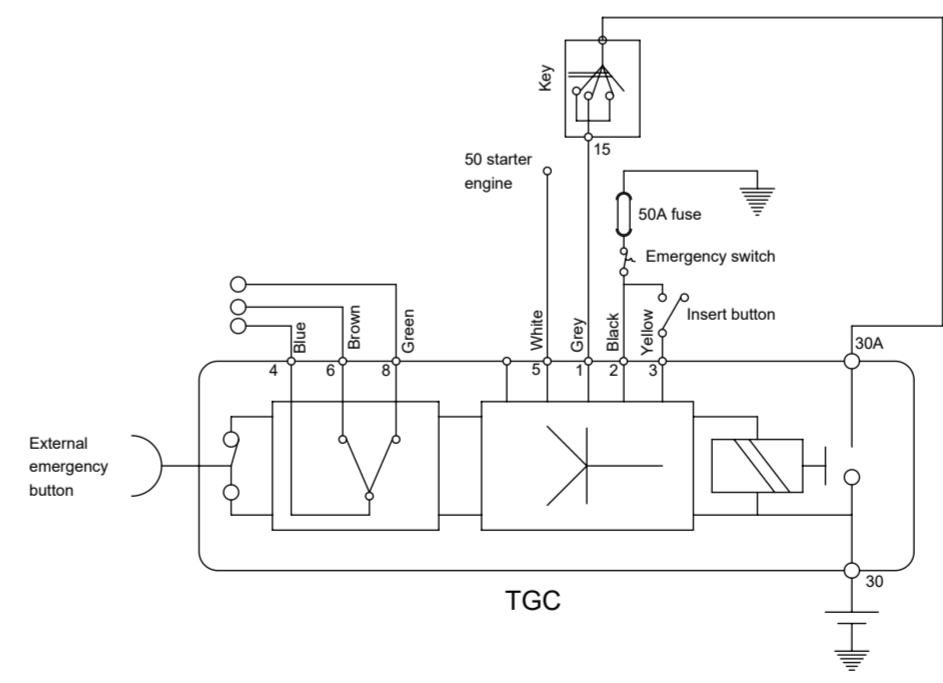 Key
15
50 starter
engine
50A fuse
Emergency switch
Insert button
Blue
Brown
Green
White
Grey
Black
Yellow
30A
4
6
8
5
1
2
3
External
emergency
button
30
TGC